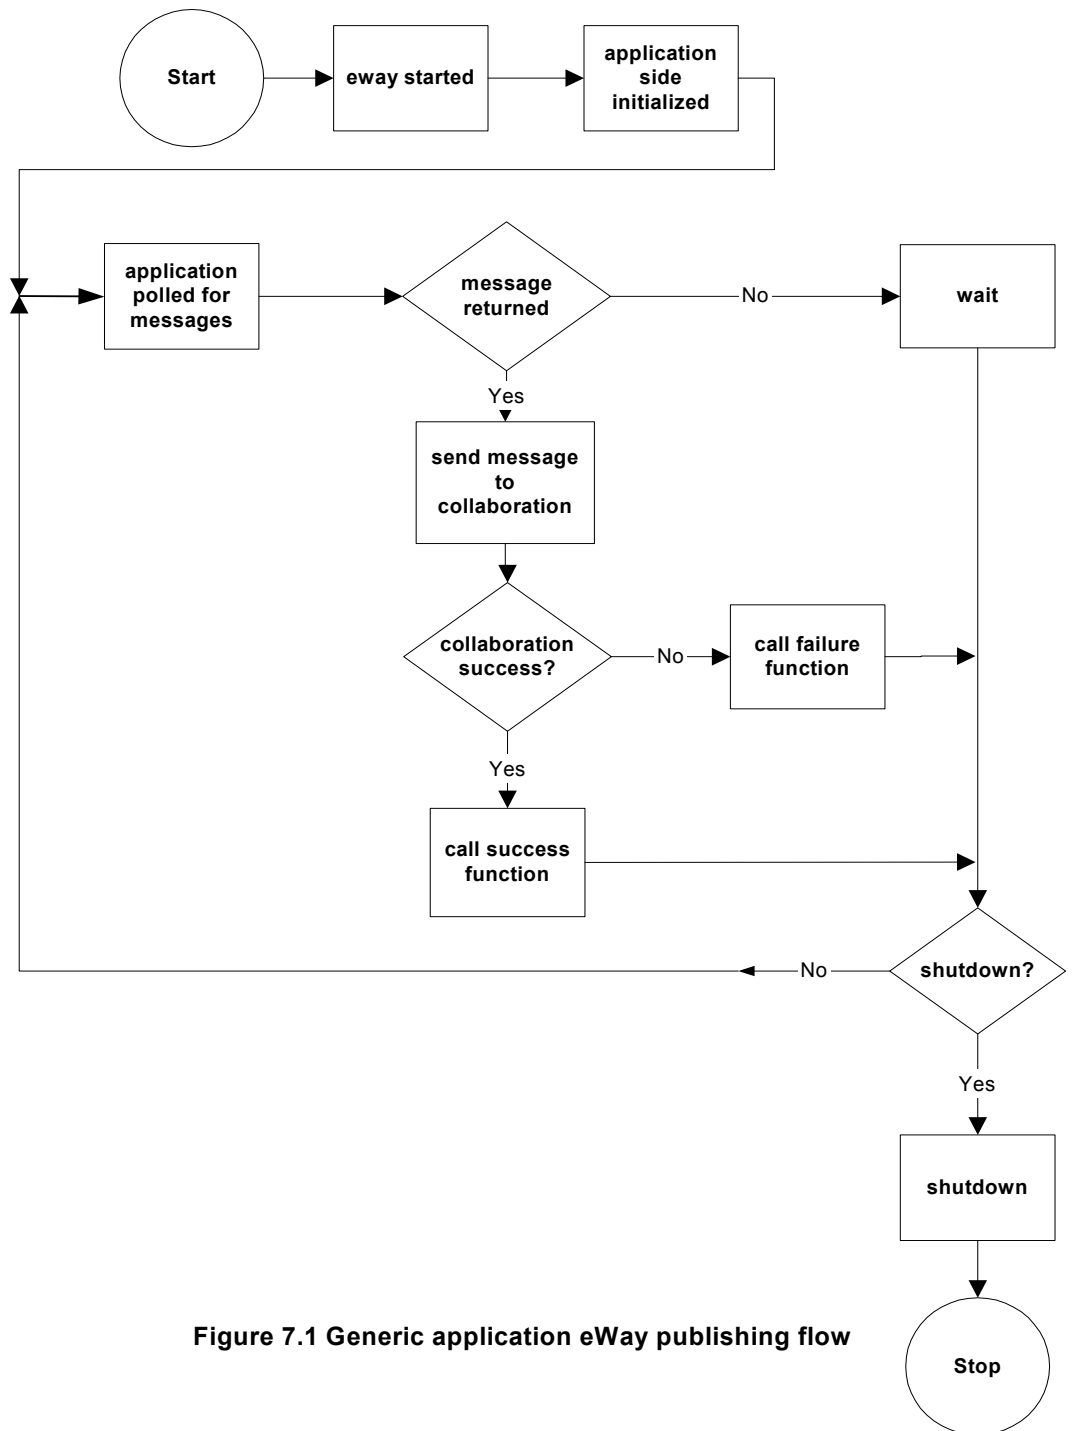 Start
eway started
application
side
initialized
application
polled for
messages
message
returned
No
wait
Yes
send message
to
collaboration
collaboration
success?
No
call failure
function
Yes
call success
function
No
shutdown?
Yes
shutdown
Figure 7.1 Generic application eWay publishing flow
Stop